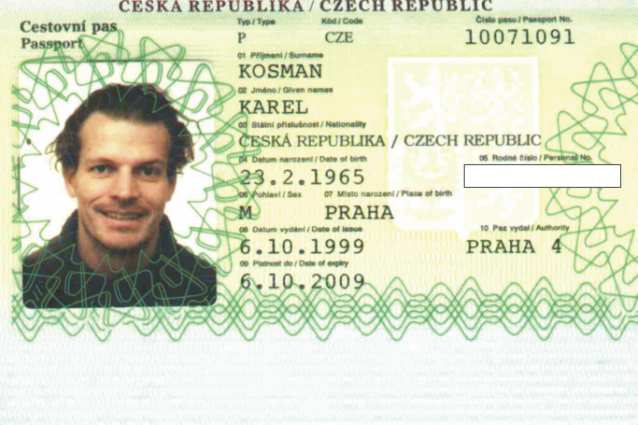 ČESKÁ REPUBLIKA / CZECH REPUBLIC
Cestovní pas
Passport
Typ / Type
Kód / Code
Číslo pasu / Passport No.
P
CZE
10071091
01 Příjmení / Surname
KOSMAN
02 Jméno / Given names
KAREL
03 Státní příslušnost / Nationality
ČESKÁ REPUBLIKA / CZECH REPUBLIC
04 Datum narození / Date of birth
05 Rodné číslo / Personal No.
23.2.1965
06 Pohlaví / Sex
07 Místo narození / Place of birth
M
PRAHA
08 Datum vydání / Date of issue
10 Pas vydal / Authority
6.10.1999
PRAHA 4
09 Platnost do / Date of expiry
6.10.2009